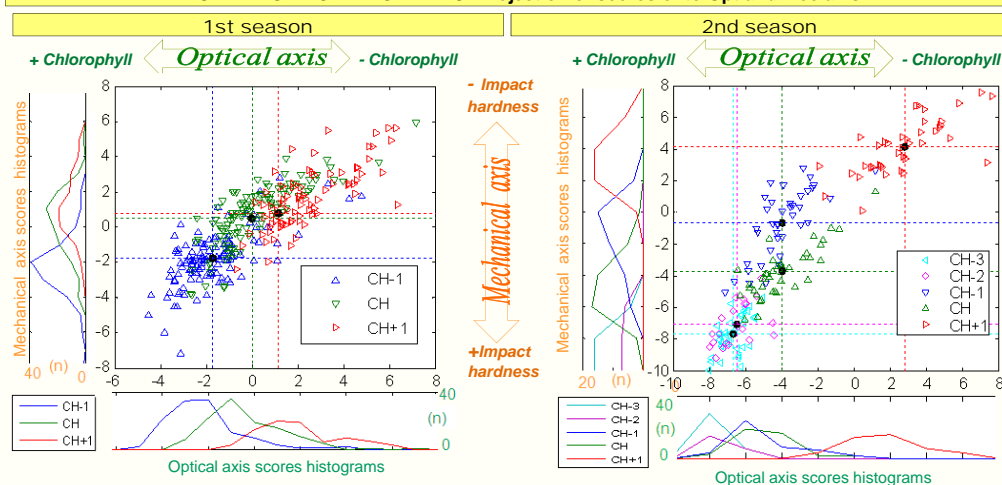 1st season
2nd season
+ Chlorophyll
Optical axis
- Chlorophyll
+ Chlorophyll
Optical axis
- Chlorophyll
Mechanical axis scores histograms
8
6
4
2
0
-2
-4
-6
-8
CH-1
CH
CH+1
40
(n)
0
-6
-4
-2
0
2
4
6
8
- Impact
hardness
Mechanical axis
+Impact
hardness
Mechanical axis scores histograms
8
6
4
2
0
-2
-4
-6
-8
-10
CH-3
CH-2
CH-1
CH
CH+1
20
(n)
0
-10
-8
-6
-4
-2
0
2
4
6
8
CH-1
CH
CH+1
40
(n)
0
Optical axis scores histograms
CH-3
CH-2
CH-1
CH
CH+1
40
(n)
0
Optical axis scores histograms